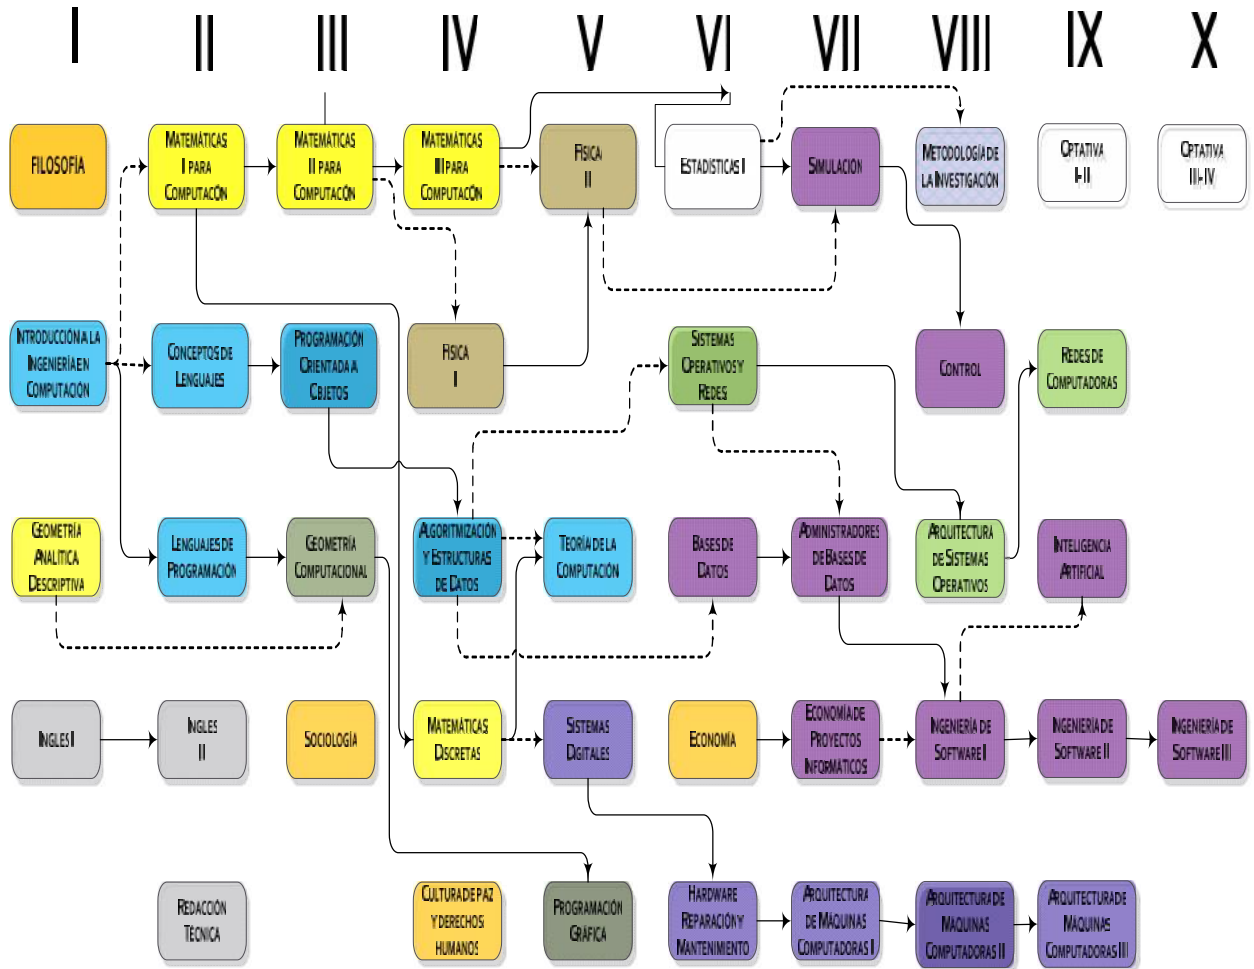 I II III IV V VI VII VIII IX X
FILOSOFÍA
MATEMÁTICAS
I PARA
COMPUTACIÓN
MATEMÁTICAS
II PARA
COMPUTACIÓN
MATEMÁTICAS
III PARA
COMPUTACIÓN
FISICA
II
ESTADÍSTICAS I
SIMULACION
METODOLOGÍA DE
LA INVESTIGACIÓN
OPTATIVA
I-II
OPTATIVA
III-IV
INTRODUCCIÓN A LA
INGENIERÍA EN
COMPUTACIÓN
CONCEPTOS DE
LENGUAJES
PROGRAMACIÓN
ORIENTADA A
OBJETOS
FISICA
I
SISTEMAS
OPERATIVOS Y
REDES
CONTROL
REDES DE
COMPUTADORAS
GEOMETRÍA
ANALÍTICA
DESCRIPTIVA
LENGUAJES DE
PROGRAMACIÓN
GEOMETRÍA
COMPUTACIONAL
ALGORITMIZACIÓN
Y ESTRUCTURAS
DE DATOS
TEORÍA DE LA
COMPUTACIÓN
BASES DE
DATOS
ADMINISTRADORES
DE BASES DE
DATOS
ARQUITECTURA
DE SISTEMAS
OPERATIVOS
INTELIGENCIA
ARTIFICIAL
INGLES I
INGLES
II
SOCIOLOGÍA
MATEMÁTICAS
DISCRETAS
SISTEMAS
DIGITALES
ECONOMÍA
ECONOMÍA DE
PROYECTOS
INFORMÁTICOS
INGENIERÍA DE
SOFTWARE I
INGENIERÍA DE
SOFTWARE II
INGENIERÍA DE
SOFTWARE III
REDACCIÓN
TÉCNICA
CULTURA DE PAZ
Y DERECHOS
HUMANOS
PROGRAMACIÓN
GRÁFICA
HARDWARE
REPARACIÓN Y
MANTENIMIENTO
ARQUITECTURA
DE MAQUINAS
COMPUTADORAS I
ARQUITECTURA DE
MAQUINAS
COMPUTADORAS II
ARQUITECTURA DE
MAQUINAS
COMPUTADORAS III